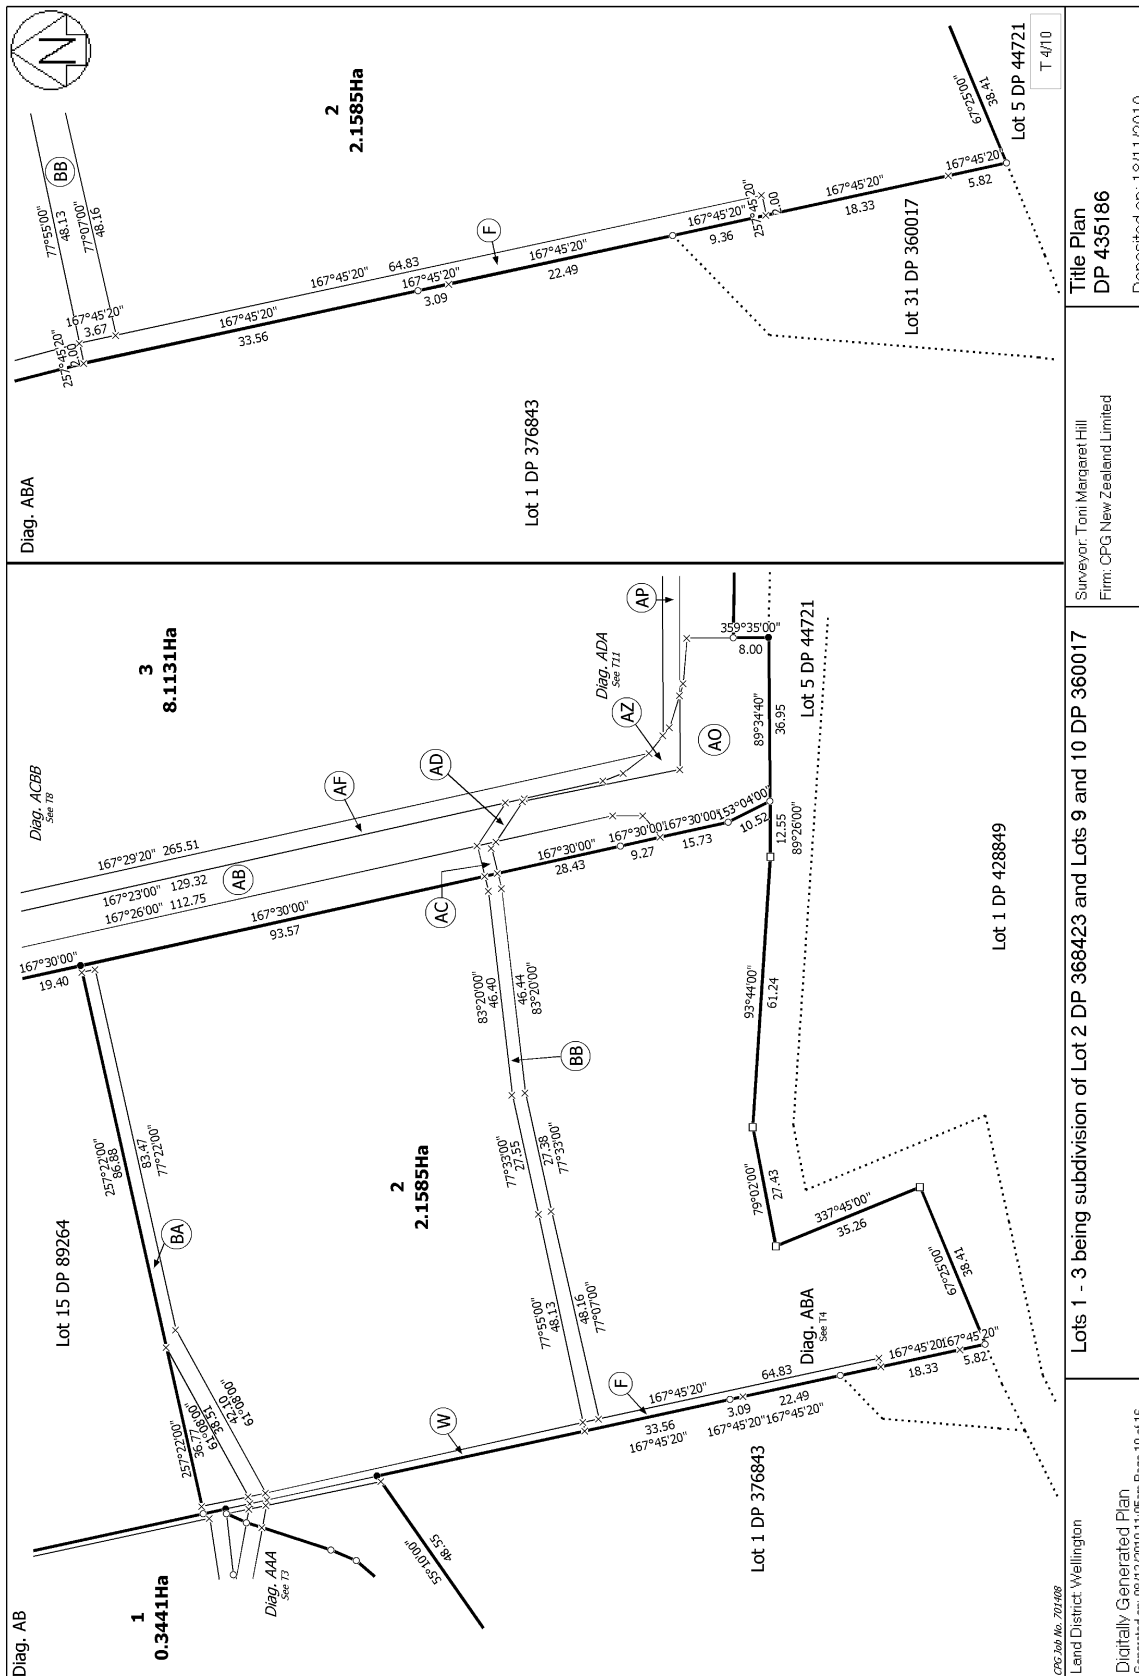 Diag. AB
1
0.3441Ha
Diag. AAA
See T3
Lot 15 DP 89264
257°22'00"
36.77
61°08'00"
38.51
42.10
61°08'00"
BA
257°22'00"
86.88
83.47
77°22'00"
167°30'00"
19.40
W
53°10'00"
48.55
2
2.1585Ha
77°55'00"
48.13
48.16
77°07'00"
77°33'00"
27.55
27.38
77°33'00"
BB
83°20'00"
46.40
46.44
83°20'00"
167°30'00"
93.57
Diag. ACBB
See T8
167°29'20" 265.51
167°23'00" 129.32
AB
167°26'00" 112.75
AF
AC
AD
3
8.1131Ha
Diag. ADA
See T11
AP
AZ
AO
167°30'00"
28.43
167°30'00"
9.27
167°30'00"
15.73
153°04'00"
10.52
12.55
89°26'00"
89°34'40"
36.95
359°35'00"
8.00
Lot 5 DP 44721
93°44'00"
61.24
79°02'00"
27.43
337°45'00"
35.26
67°25'00"
38.41
Lot 1 DP 428849
Diag. ABA
See T4
F
167°45'20"
64.83
33.56
167°45'20"
3.09
167°45'20"
22.49
167°45'20"
167°45'20"
18.33
167°45'20"
5.82
Lot 1 DP 376843
CPG Job No. 701408
Diag. ABA
N
BB
77°55'00"
48.13
77°07'00"
48.16
257°45'20"
2.00
167°45'20"
3.67
167°45'20"
33.56
167°45'20"
64.83
167°45'20"
3.09
F
167°45'20"
22.49
167°45'20"
9.36
257°45'20"
2.00
167°45'20"
18.33
167°45'20"
5.82
67°25'00"
38.41
2
2.1585Ha
Lot 1 DP 376843
Lot 31 DP 360017
Lot 5 DP 44721
T 4/10
Land District: Wellington
Digitally Generated Plan
Lots 1 - 3 being subdivision of Lot 2 DP 368423 and Lots 9 and 10 DP 360017
Surveyor: Toni Margaret Hill
Firm: CPG New Zealand Limited
Title Plan
DP 435186
Deposited on: 18/11/2010